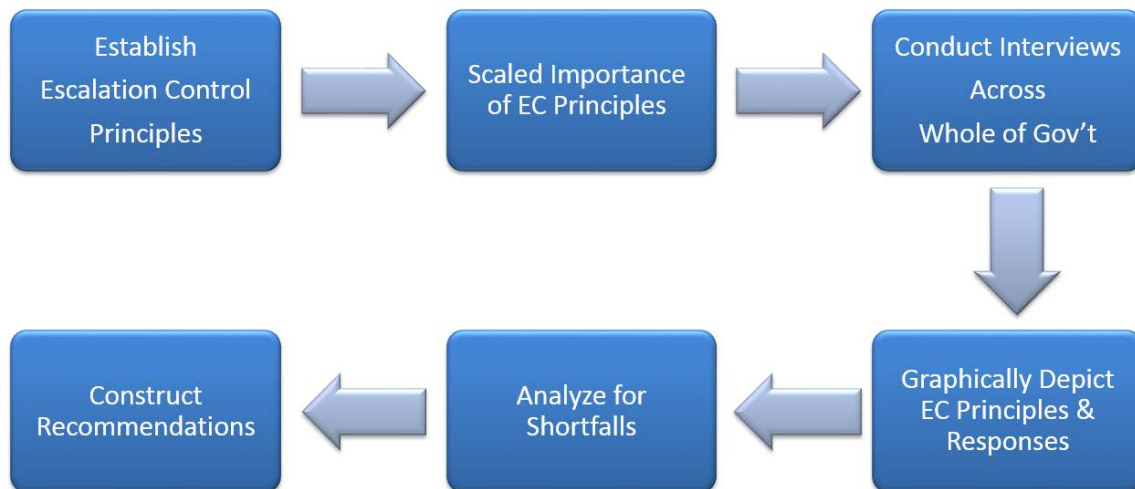 Establish
Escalation Control
Principles
Scaled Importance
of EC Principles
Conduct Interviews
Across
Whole of Gov’t
Graphically Depict
EC Principles &
Responses
Analyze for
Shortfalls
Construct
Recommendations